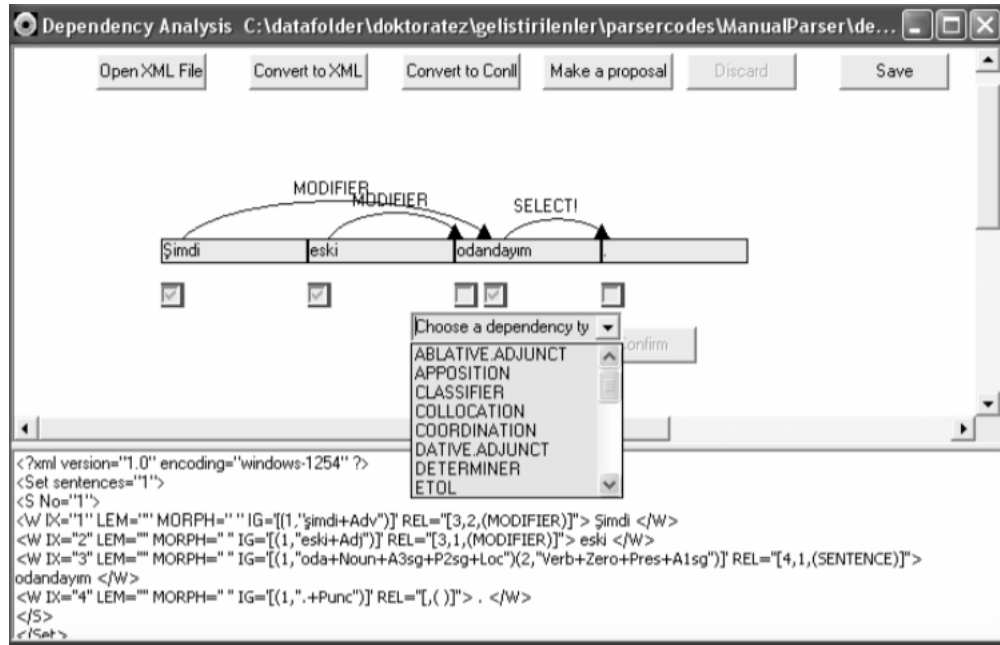 Dependency Analysis C:\datafolder\doktoratez\gelistirilenler\parsercodes\ManualParser\de...
Open XML File Convert to XML Convert to Conll Make a proposal Discard Save
MODIFIER
MODIFIER
SELECT!
Şimdi eski odandayım .
Choose a dependency ty
onfirm
ABLATIVE.ADJUNCT
APPOSITION
CLASSIFIER
COLLOCATION
COORDINATION
DATIVE.ADJUNCT
DETERMINER
ETOL
<?xml version="1.0" encoding="windows-1254" ?>
<Set sentences="1">
<S No="1">
<W IX="1" LEM="" MORPH=" " IG='[(1,"şimdi+Adv")]' REL="[3,2,(MODIFIER)]"> Şimdi </W>
<W IX="2" LEM="" MORPH=" " IG='[(1,"eski+Adj")]' REL="[3,1,(MODIFIER)]"> eski </W>
<W IX="3" LEM="" MORPH=" " IG='[(1,"oda+Noun+A3sg+P2sg+Loc")(2,"Verb+Zero+Pres+A1sg")]' REL="[4,1,(SENTENCE)]">
odandayım </W>
<W IX="4" LEM="" MORPH=" " IG='[(1,".+Punc")]' REL="[,( )]"> . </W>
</S>
</Set>